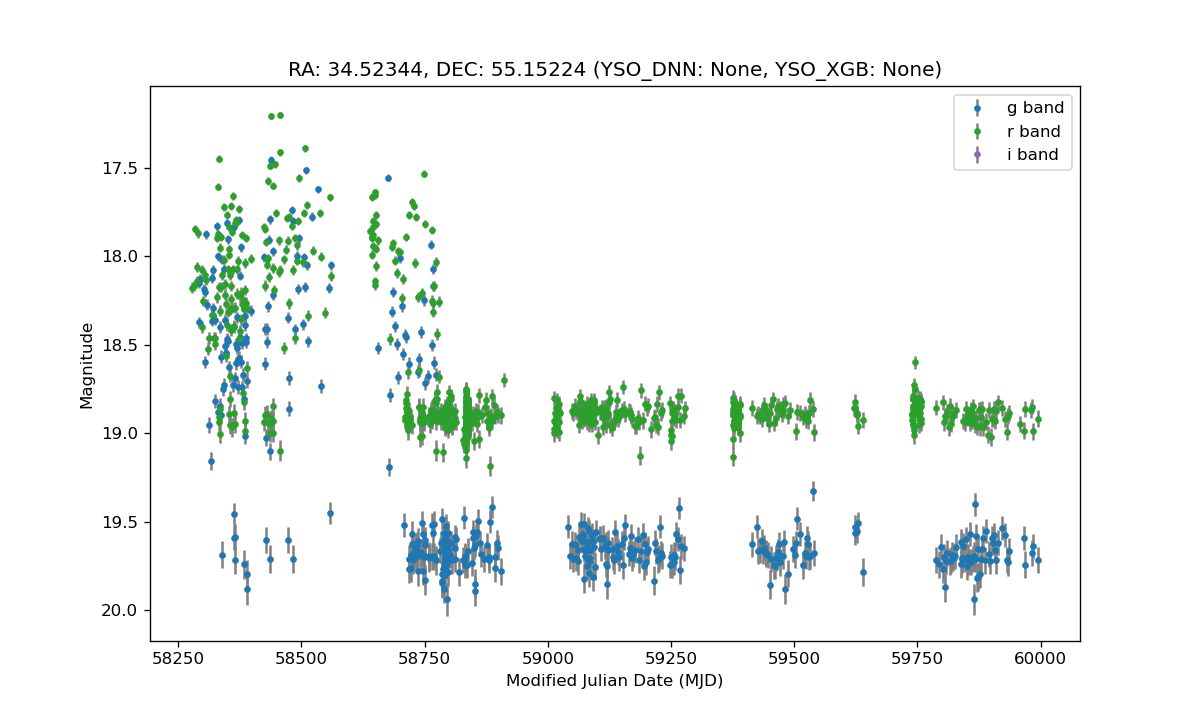 RA: 34.52344, DEC: 55.15224 (YSO_DNN: None, YSO_XGB: None)
g band
r band
i band
17.5
18.0
18.5
19.0
19.5
20.0
Magnitude
58250 58500 58750 59000 59250 59500 59750 60000
Modified Julian Date (MJD)